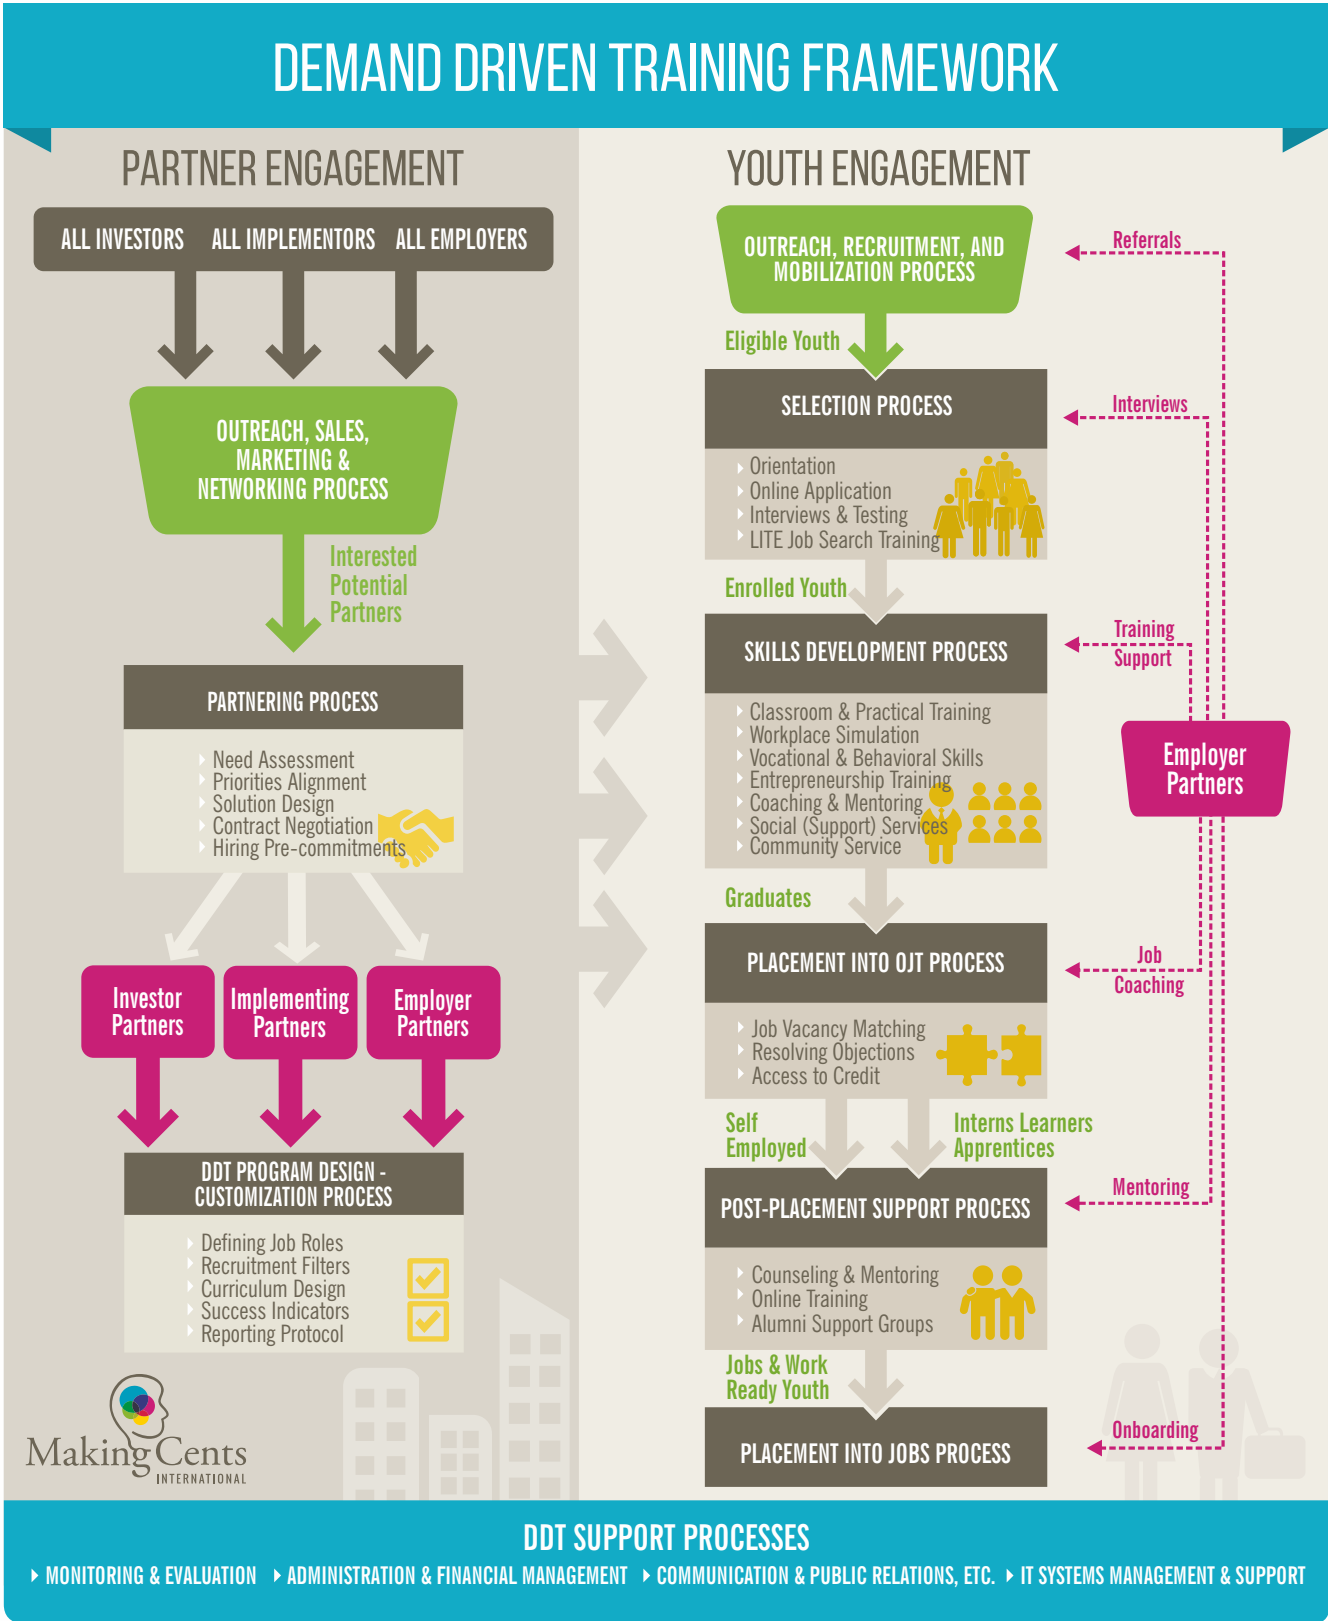 DEMAND DRIVEN TRAINING FRAMEWORK
PARTNER ENGAGEMENT
ALL INVESTORS
ALL IMPLEMENTORS
ALL EMPLOYERS
OUTREACH, SALES,
MARKETING &
NETWORKING PROCESS
Interested
Potential
Partners
PARTNERING PROCESS
Need Assessment
Priorities Alignment
Solution Design
Contract Negotiation
Hiring Pre-commitments
Investor
Partners
Implementing
Partners
Employer
Partners
DDT PROGRAM DESIGN -
CUSTOMIZATION PROCESS
Defining Job Roles
Recruitment Filters
Curriculum Design
Success Indicators
Reporting Protocol
Making Cents
INTERNATIONAL
YOUTH ENGAGEMENT
OUTREACH, RECRUITMENT, AND
MOBILIZATION PROCESS
Eligible Youth
SELECTION PROCESS
Orientation
Online Application
Interviews & Testing
LITE Job Search Training
Enrolled Youth
SKILLS DEVELOPMENT PROCESS
Classroom & Practical Training
Workplace Simulation
Vocational & Behavioral Skills
Entrepreneurship Training
Coaching & Mentoring
Social (Support) Services
Community Service
Graduates
PLACEMENT INTO OJT PROCESS
Job Vacancy Matching
Resolving Objections
Access to Credit
Self
Employed
Interns Learners
Apprentices
POST-PLACEMENT SUPPORT PROCESS
Counseling & Mentoring
Online Training
Alumni Support Groups
Jobs & Work
Ready Youth
PLACEMENT INTO JOBS PROCESS
Referrals
Interviews
Training
Support
Employer
Partners
Job
Coaching
Mentoring
Onboarding
DDT SUPPORT PROCESSES
MONITORING & EVALUATION
ADMINISTRATION & FINANCIAL MANAGEMENT
COMMUNICATION & PUBLIC RELATIONS, ETC.
IT SYSTEMS MANAGEMENT & SUPPORT